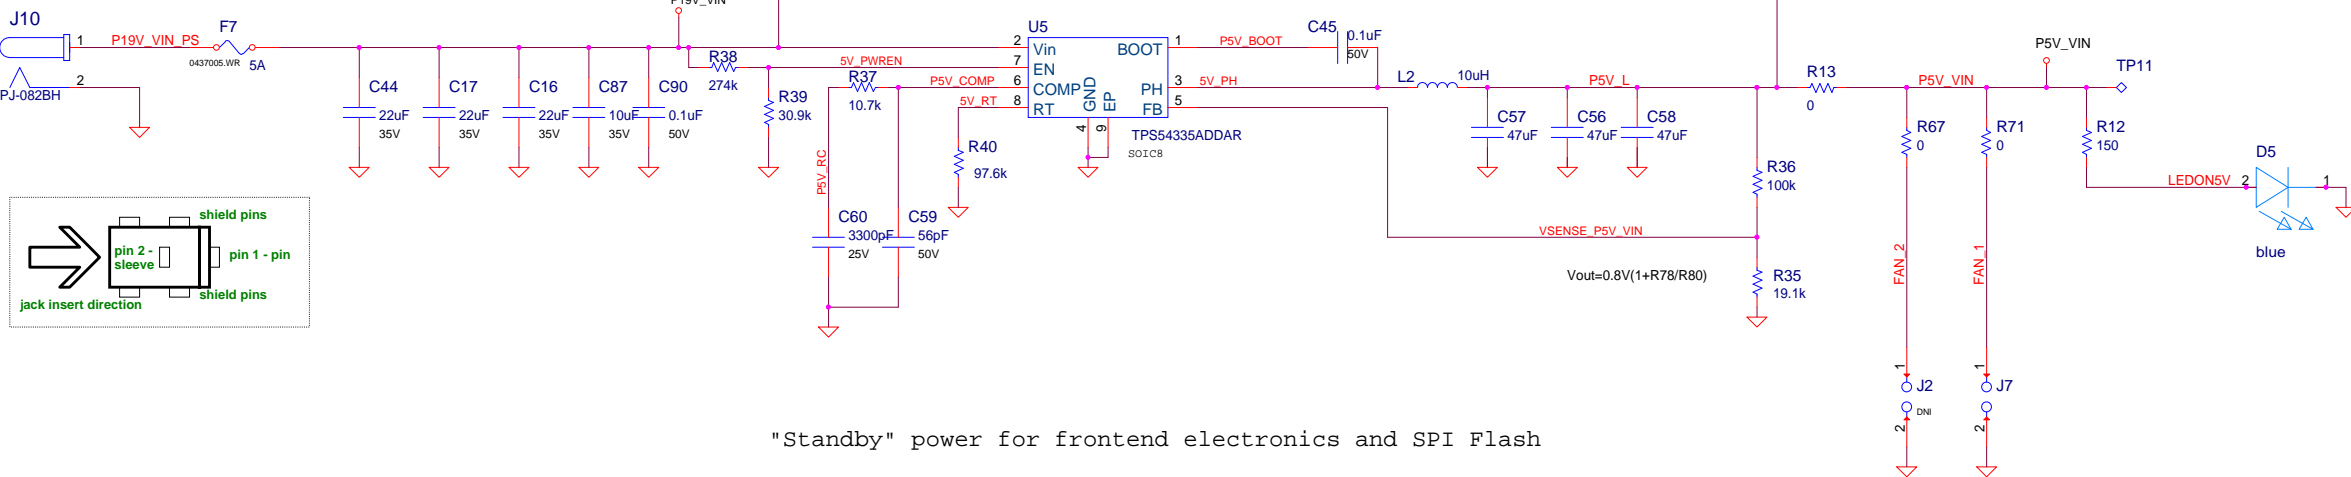 J10
1
P19V_VIN_PS
F7
0437005.WR
5A
2
PJ-082BH
P19V_VIN
C44
22uF
35V
C17
22uF
35V
C16
22uF
35V
C87
10uF
35V
C90
0.1uF
50V
R38
274k
R39
30.9k
5V_PWREN
R37
10.7k
P5V_COMP
5V_RT
P5V_RC
R40
97.6k
C60
3300pF
25V
C59
56pF
50V
U5
2
Vin
7
EN
6
COMP
8
RT
GND
EP
4
9
BOOT
1
PH
3
FB
5
TPS54335ADDAR
SOIC8
P5V_BOOT
C45
0.1uF
50V
5V_PH
L2
10uH
P5V_L
C57
47uF
C56
47uF
C58
47uF
R36
100k
VSENSE_P5V_VIN
Vout=0.8V(1+R78/R80)
R35
19.1k
R13
0
P5V_VIN
P5V_VIN
TP11
R67
0
R71
0
R12
150
LEDON5V
2
1
D5
blue
FAN_2
FAN_1
1
J2
DNI
2
1
J7
2
shield pins
pin 2 -
sleeve
pin 1 - pin
shield pins
jack insert direction
"Standby" power for frontend electronics and SPI Flash